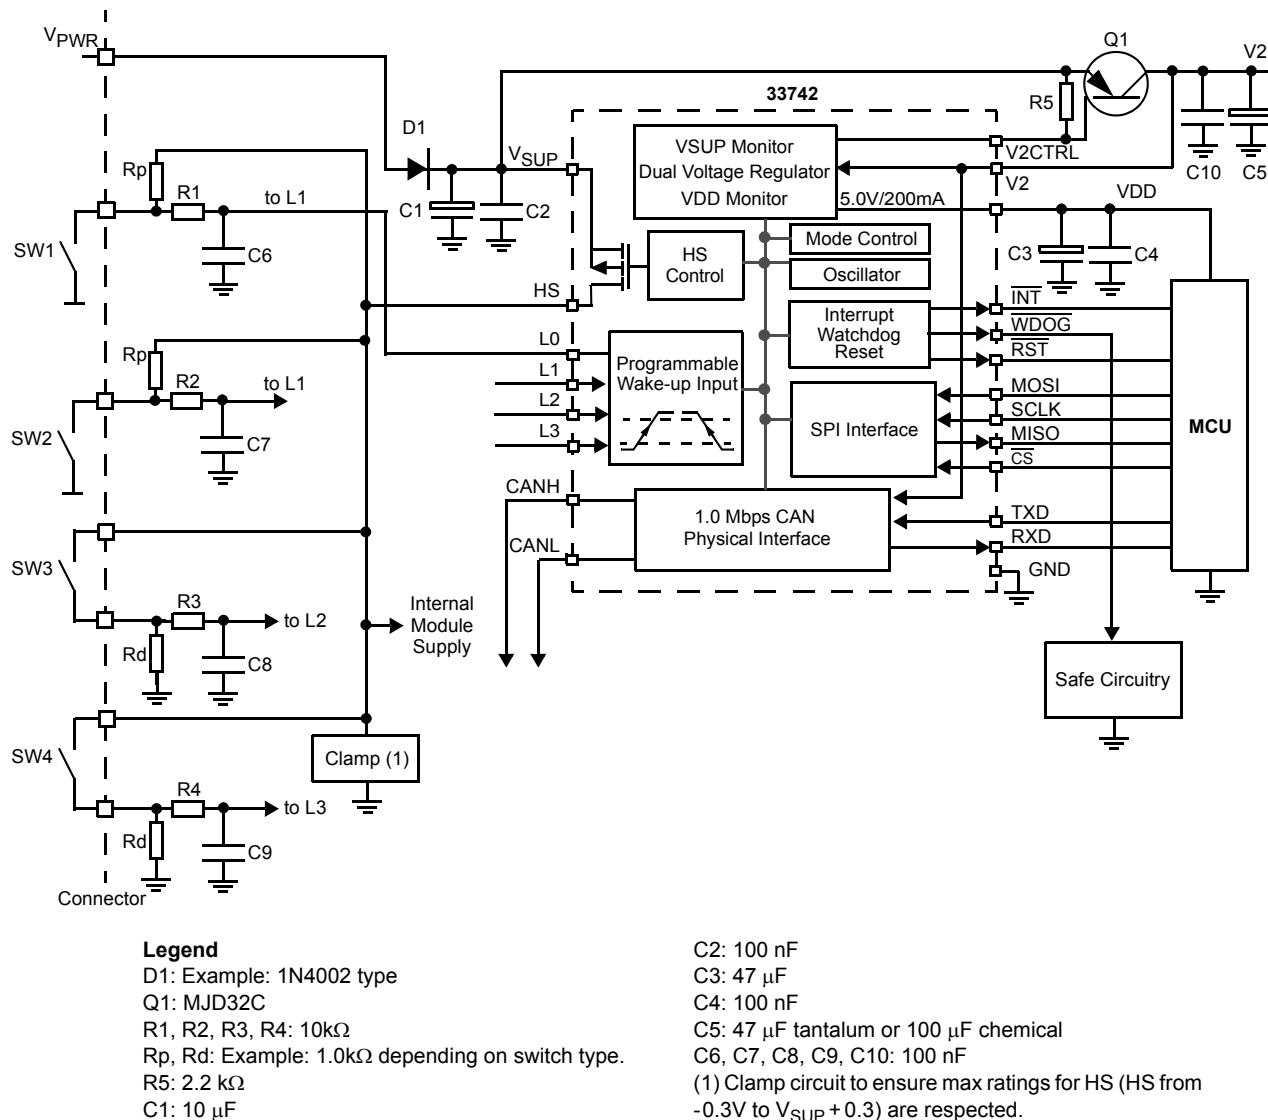 VPWR
Q1
V2
33742
R5
D1
VSUP
VSUP Monitor
Dual Voltage Regulator
VDD Monitor
V2CTRL
V2
C10
C5
Rp
R1
to L1
C1
C2
5.0V/200mA
VDD
SW1
C6
HS
Control
Mode Control
Oscillator
C3
C4
HS
INT
Interrupt
Watchdog
Reset
WDOG
RST
Rp
R2
to L1
L0
L1
L2
L3
Programmable
Wake-up Input
SW2
C7
SPI Interface
MOSI
SCLK
MISO
CS
MCU
CANH
CANL
1.0 Mbps CAN
Physical Interface
TXD
RXD
GND
SW3
R3
to L2
Rd
C8
Internal
Module
Supply
Safe Circuitry
SW4
R4
to L3
Rd
C9
Clamp (1)
Connector
Legend
D1: Example: 1N4002 type
Q1: MJD32C
R1, R2, R3, R4: 10kΩ
Rp, Rd: Example: 1.0kΩ depending on switch type.
R5: 2.2 kΩ
C1: 10 μF
C2: 100 nF
C3: 47 μF
C4: 100 nF
C5: 47 μF tantalum or 100 μF chemical
C6, C7, C8, C9, C10: 100 nF
(1) Clamp circuit to ensure max ratings for HS (HS from
-0.3V to VSUP + 0.3) are respected.